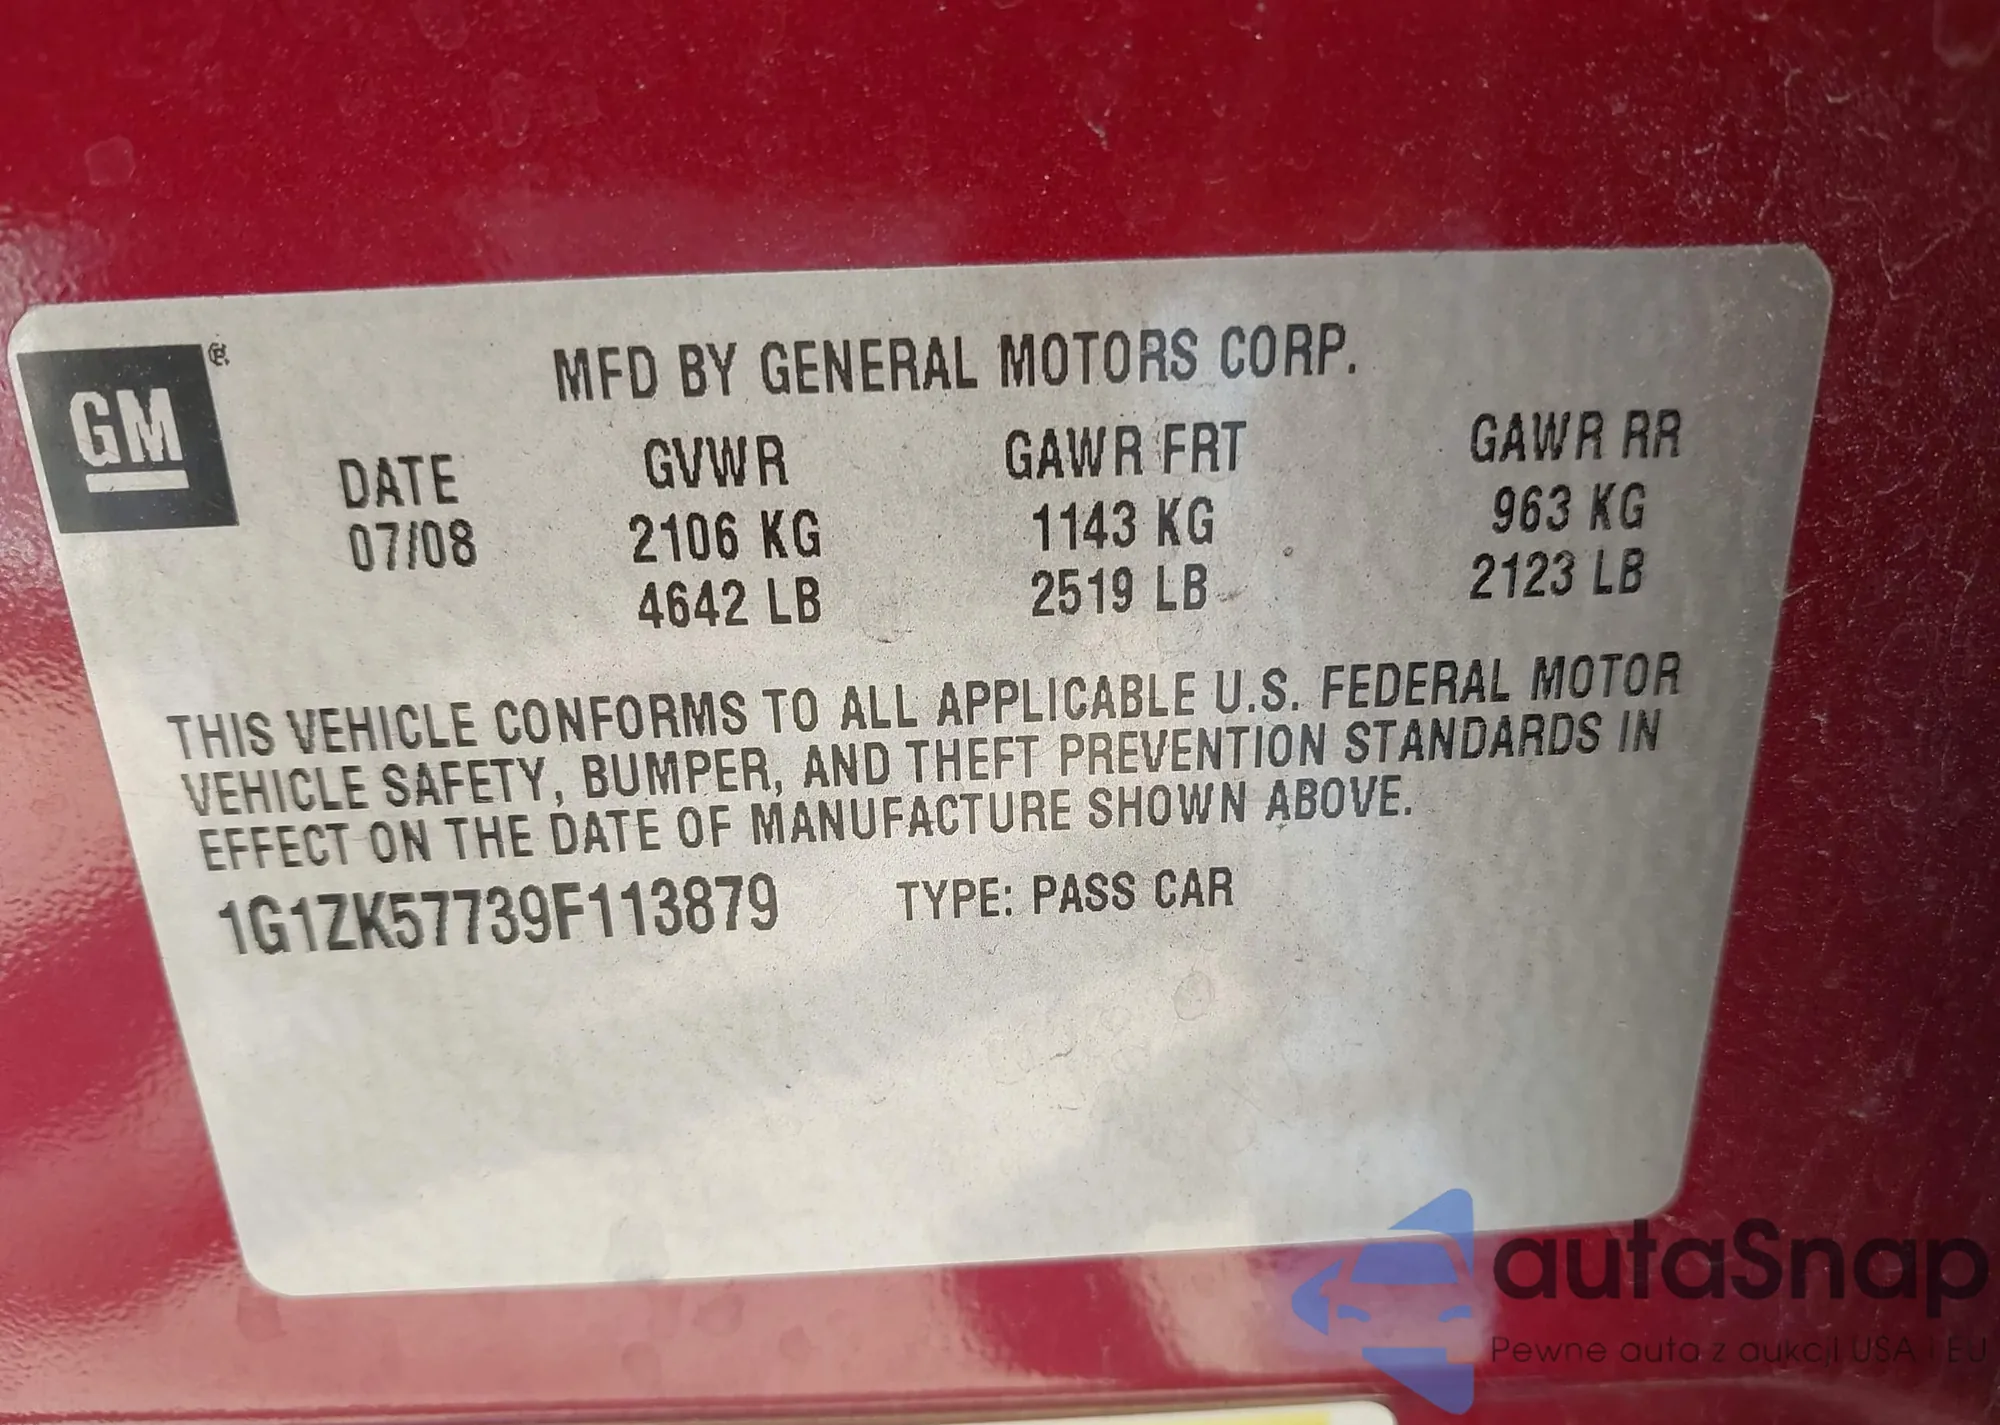 GM
MFD BY GENERAL MOTORS CORP.
DATE GVWR GAWR FRT GAWR RR
07/08 2106 KG 1143 KG 963 KG
4642 LB 2519 LB 2123 LB
THIS VEHICLE CONFORMS TO ALL APPLICABLE U.S. FEDERAL MOTOR
VEHICLE SAFETY, BUMPER, AND THEFT PREVENTION STANDARDS IN
EFFECT ON THE DATE OF MANUFACTURE SHOWN ABOVE.
1G1ZK57739F113879 TYPE: PASS CAR
autaSnap
Pewne auta z aukcji USA i EU